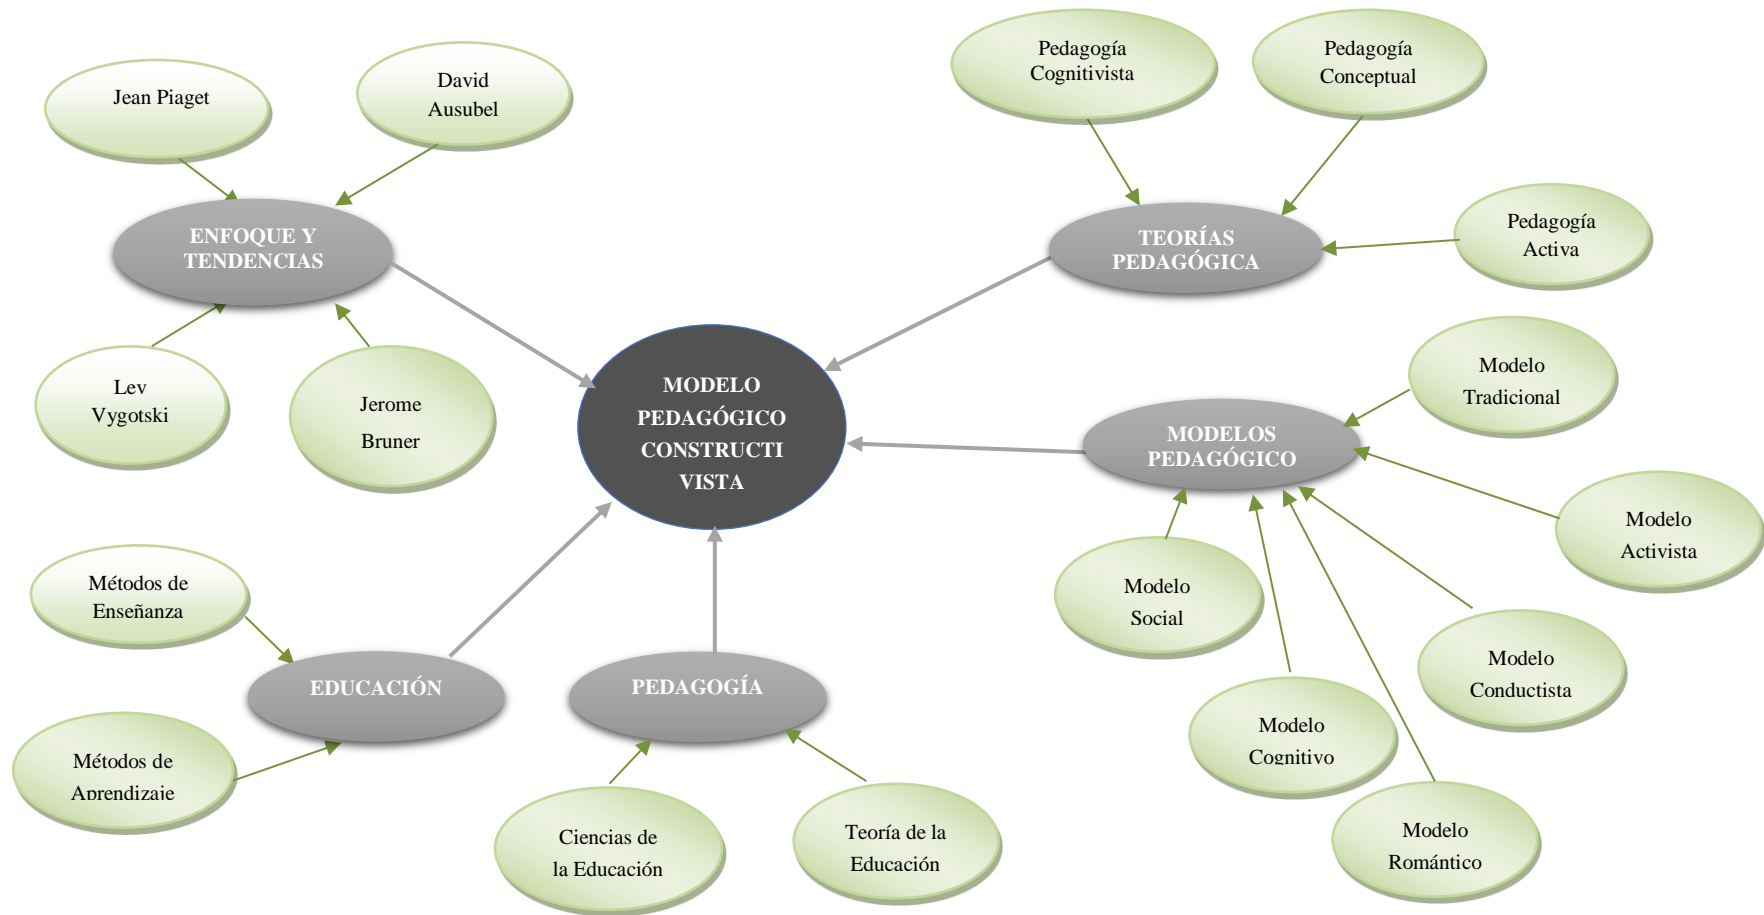 Jean Piaget
David
Ausubel
Pedagogía
Cognitivista
Pedagogía
Conceptual
ENFOQUE Y
TENDENCIAS
TEORÍAS
PEDAGÓGICA
Pedagogía
Activa
Lev
Vygotski
Jerome
Bruner
MODELO
PEDAGÓGICO
CONSTRUCTI
VISTA
Modelo
Tradicional
MODELOS
PEDAGÓGICO
Modelo
Activista
Métodos de
Enseñanza
Modelo
Social
EDUCACIÓN
PEDAGOGÍA
Modelo
Conductista
Métodos de
Aprendizaje
Modelo
Cognitivo
Ciencias de
la Educación
Teoría de la
Educación
Modelo
Romántico